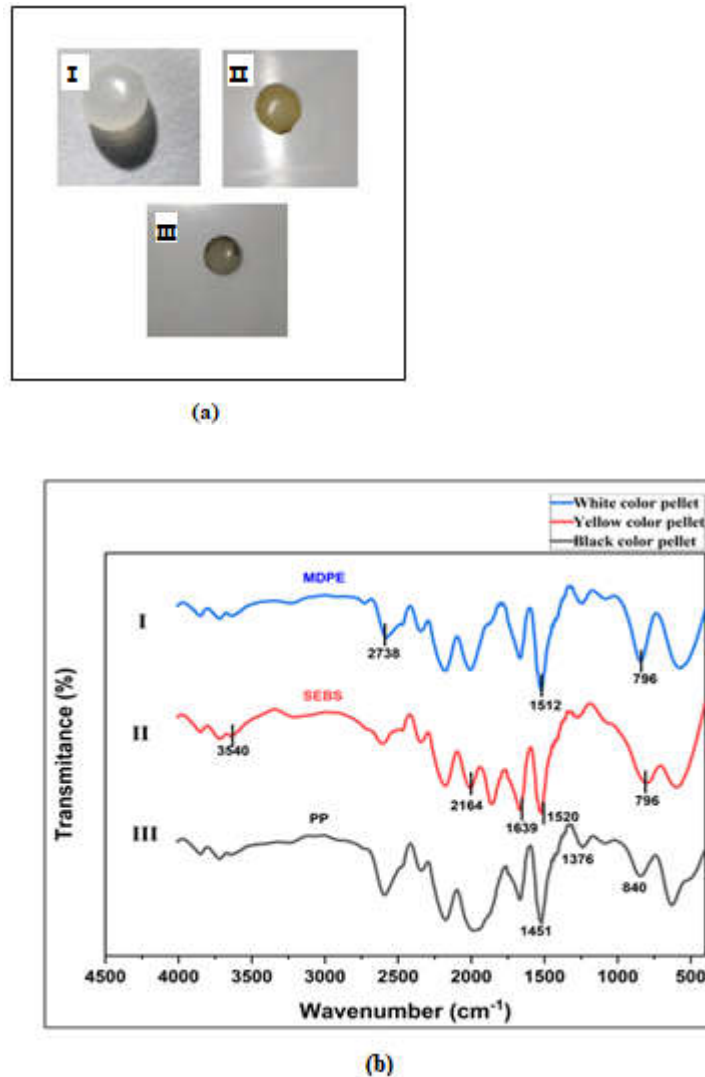 I
II
III
(a)
White color pellet
Yellow color pellet
Black color pellet
MDPE
I
2738
1512
796
SEBS
II
3540
2164
1639
1520
796
PP
III
1376
840
1451
Transmitance (%)
4500 4000 3500 3000 2500 2000 1500 1000 500
Wavenumber (cm⁻¹)
(b)